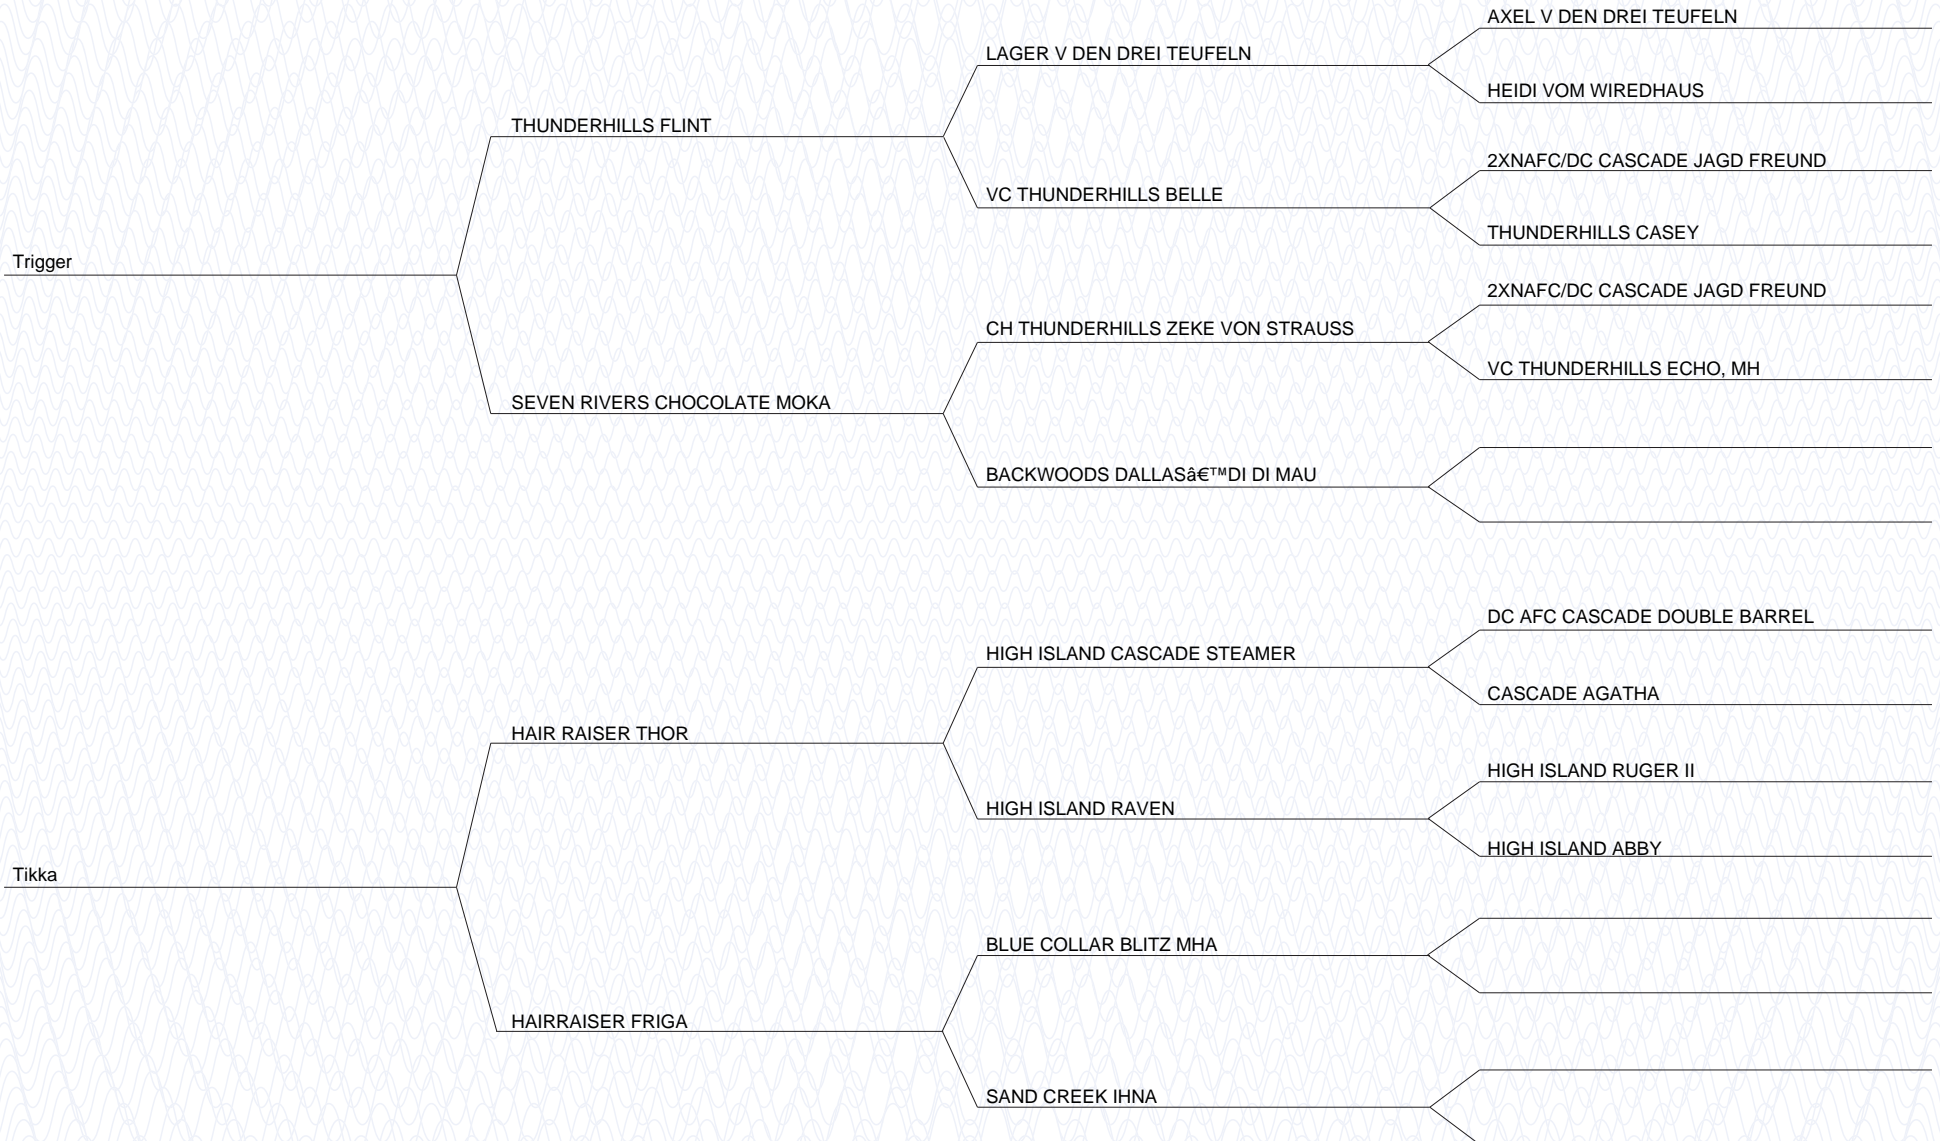 AXEL V DEN DREI TEUFELN
LAGER V DEN DREI TEUFELN
HEIDI VOM WIREDHAUS
THUNDERHILLS FLINT
2XNAFC/DC CASCADE JAGD FREUND
VC THUNDERHILLS BELLE
THUNDERHILLS CASEY
Trigger
2XNAFC/DC CASCADE JAGD FREUND
CH THUNDERHILLS ZEKE VON STRAUSS
VC THUNDERHILLS ECHO, MH
SEVEN RIVERS CHOCOLATE MOKA
BACKWOODS DALLASâ€™DI DI MAU
DC AFC CASCADE DOUBLE BARREL
HIGH ISLAND CASCADE STEAMER
CASCADE AGATHA
HAIR RAISER THOR
HIGH ISLAND RUGER II
HIGH ISLAND RAVEN
HIGH ISLAND ABBY
Tikka
BLUE COLLAR BLITZ MHA
HAIRRAISER FRIGA
SAND CREEK IHNA